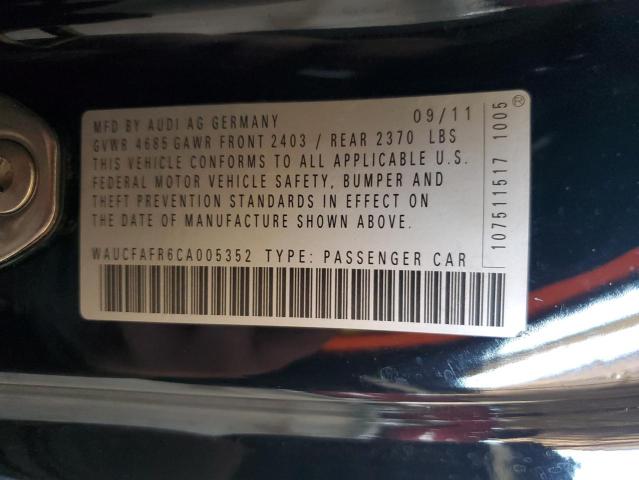 MFD BY AUDI AG GERMANY 09/11
GVWR 4685 GAWR FRONT 2403 / REAR 2370 LBS
THIS VEHICLE CONFORMS TO ALL APPLICABLE U.S.
FEDERAL MOTOR VEHICLE SAFETY, BUMPER AND
THEFT PREVENTION STANDARDS IN EFFECT ON
THE DATE OF MANUFACTURE SHOWN ABOVE.
WAUCFAFR6CA005352 TYPE: PASSENGER CAR
107511517 1005 ®